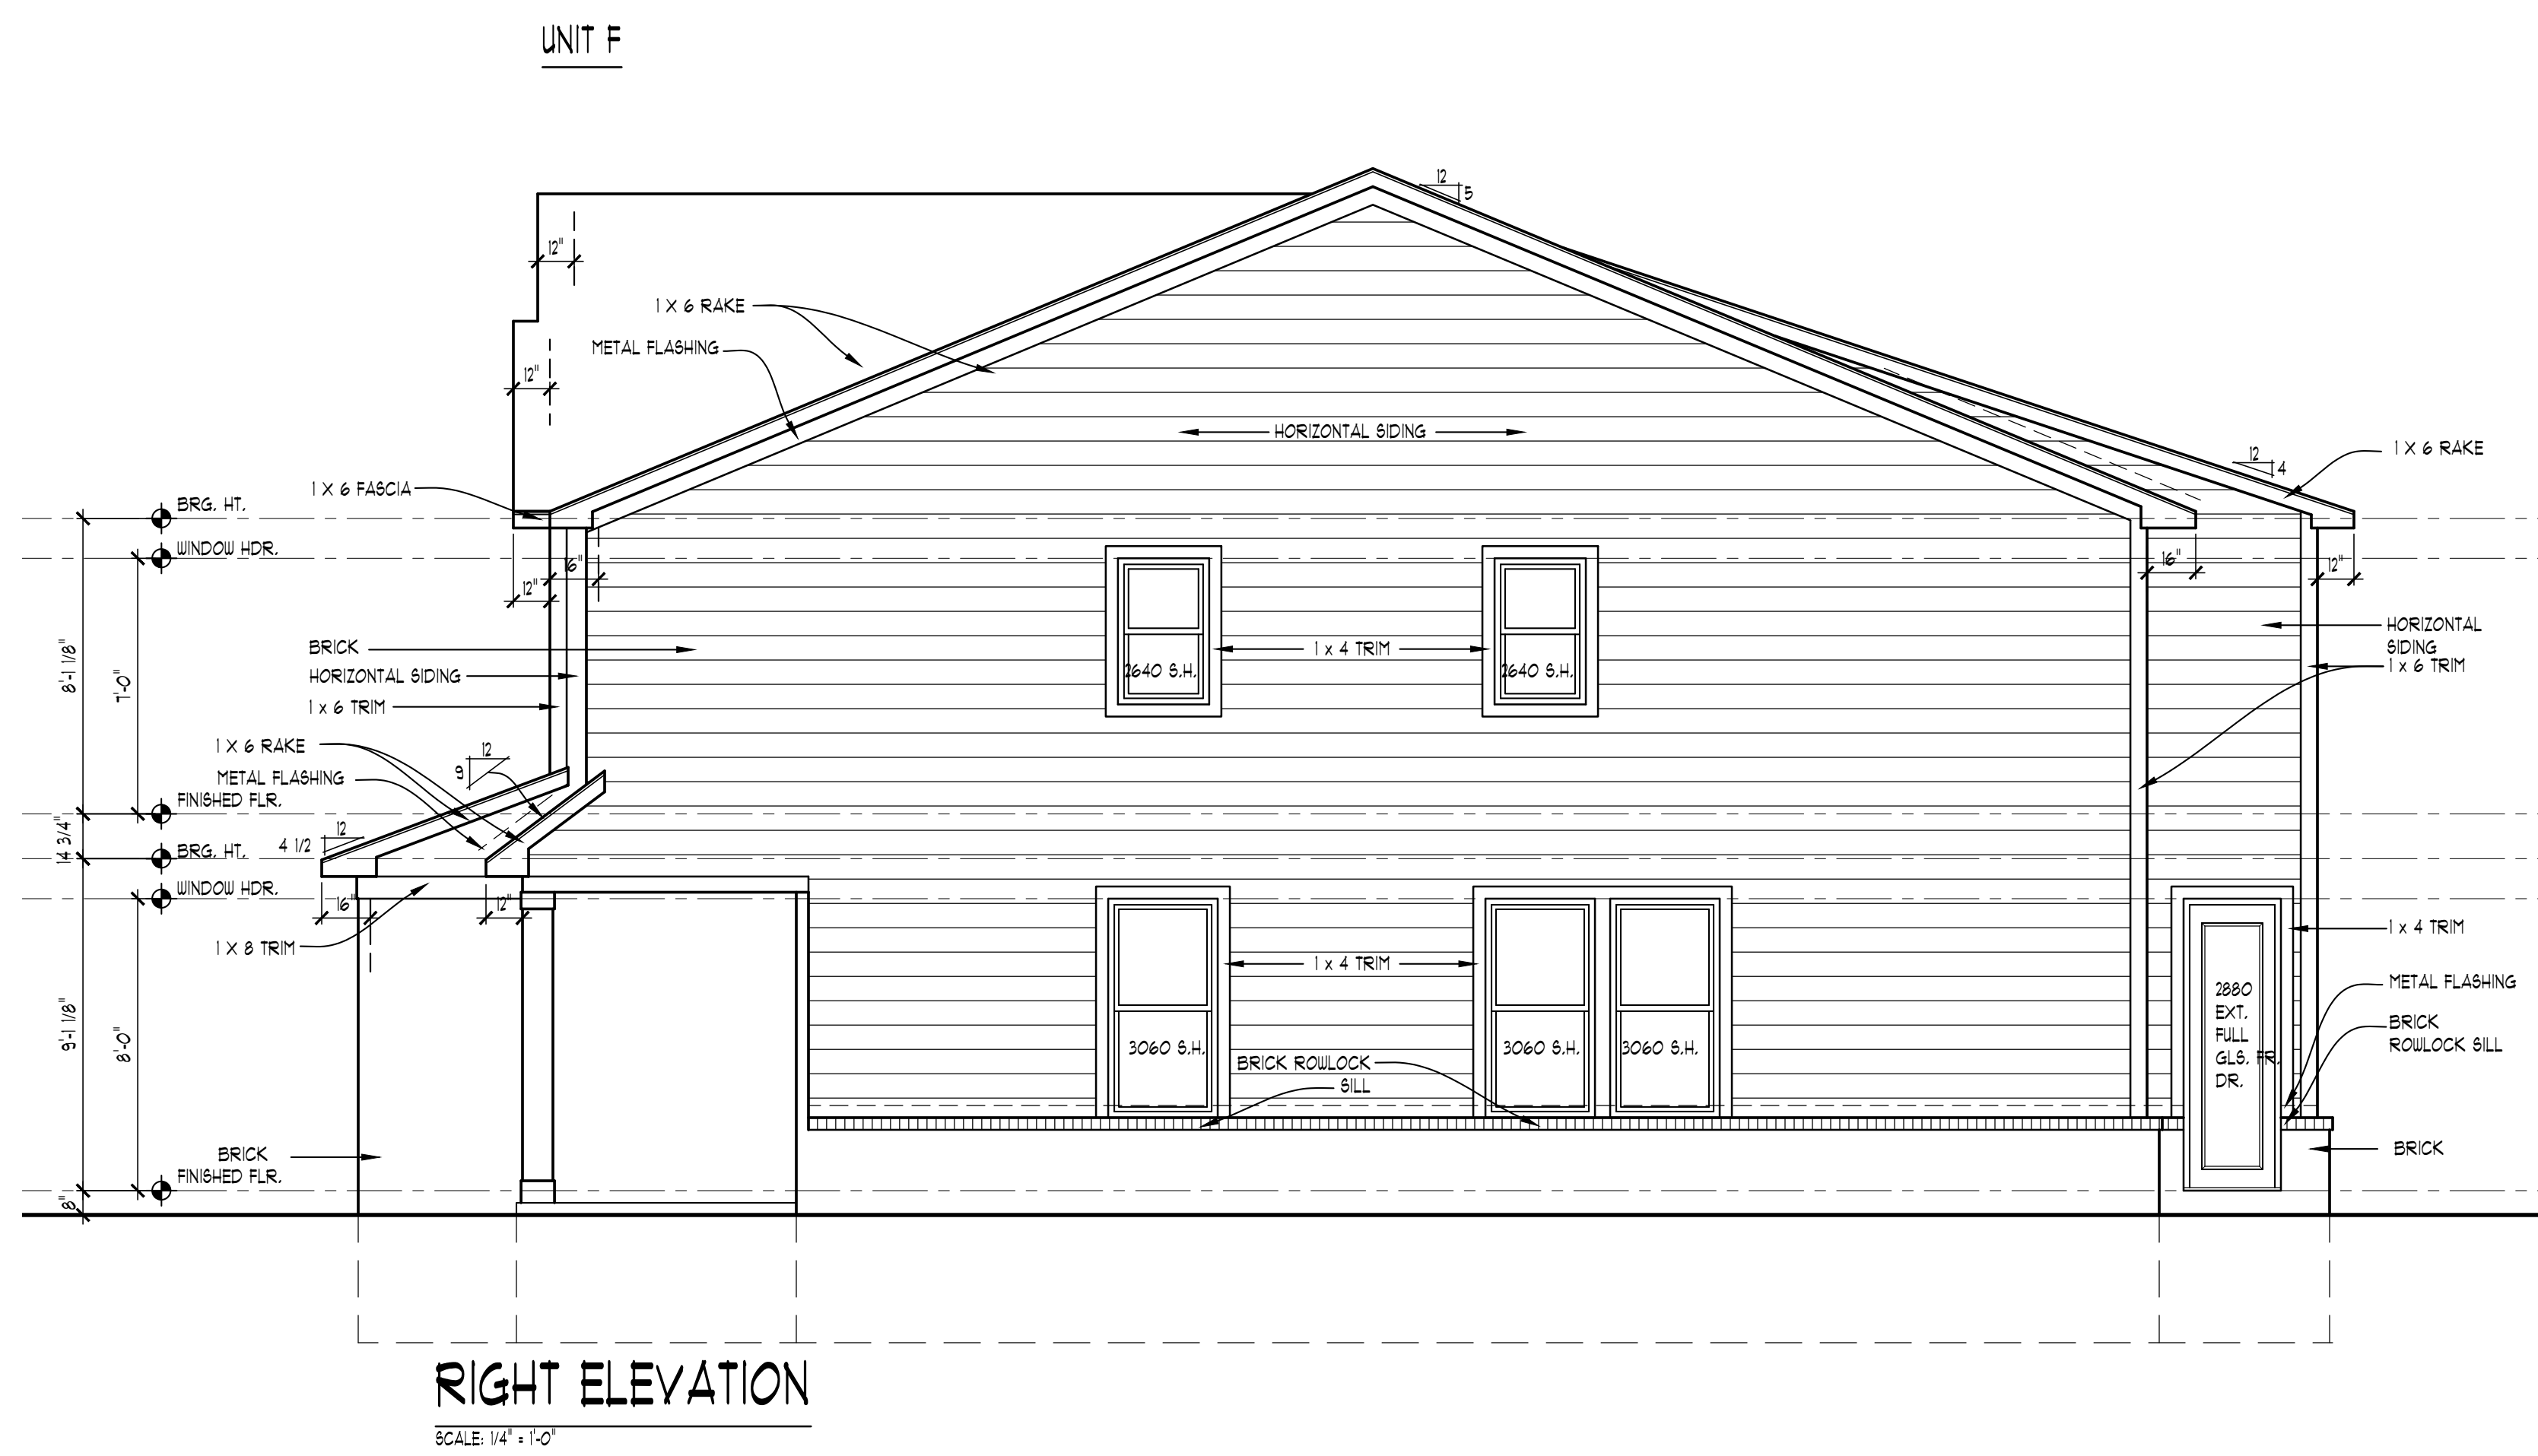 UNIT F
12
5
12"
1 X 6 RAKE
METAL FLASHING
12"
HORIZONTAL SIDING
1 X 6 RAKE
12
4
1 X 6 FASCIA
BRG. HT.
WINDOW HDR.
16"
12"
16"
12"
HORIZONTAL
SIDING
1 x 6 TRIM
BRICK
HORIZONTAL SIDING
1 x 6 TRIM
1 x 4 TRIM
2640 S.H.
2640 S.H.
8'-1 1/8"
7'-0"
1 X 6 RAKE
METAL FLASHING
12
9
FINISHED FLR.
14 3/4"
12
4 1/2
BRG. HT.
WINDOW HDR.
16"
12"
1 X 8 TRIM
1 x 4 TRIM
1 x 4 TRIM
METAL FLASHING
2880
EXT.
FULL
GLS. FR.
DR.
BRICK
ROWLOCK SILL
3060 S.H.
3060 S.H.
3060 S.H.
BRICK ROWLOCK
SILL
9'-1 1/8"
8'-0"
BRICK
BRICK
FINISHED FLR.
8"
RIGHT ELEVATION
SCALE: 1/4" = 1'-0"